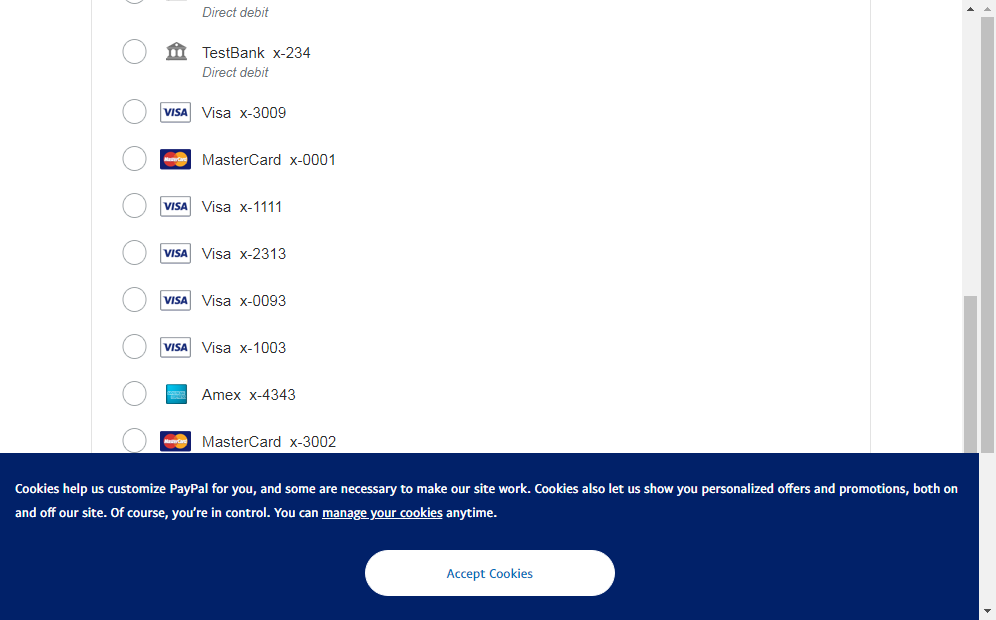 Direct debit
TestBank x-234
Direct debit
VISA Visa x-3009
MasterCard MasterCard x-0001
VISA Visa x-1111
VISA Visa x-2313
VISA Visa x-0093
VISA Visa x-1003
Amex x-4343
MasterCard MasterCard x-3002
Cookies help us customize PayPal for you, and some are necessary to make our site work. Cookies also let us show you personalized offers and promotions, both on
and off our site. Of course, you’re in control. You can manage your cookies anytime.
Accept Cookies